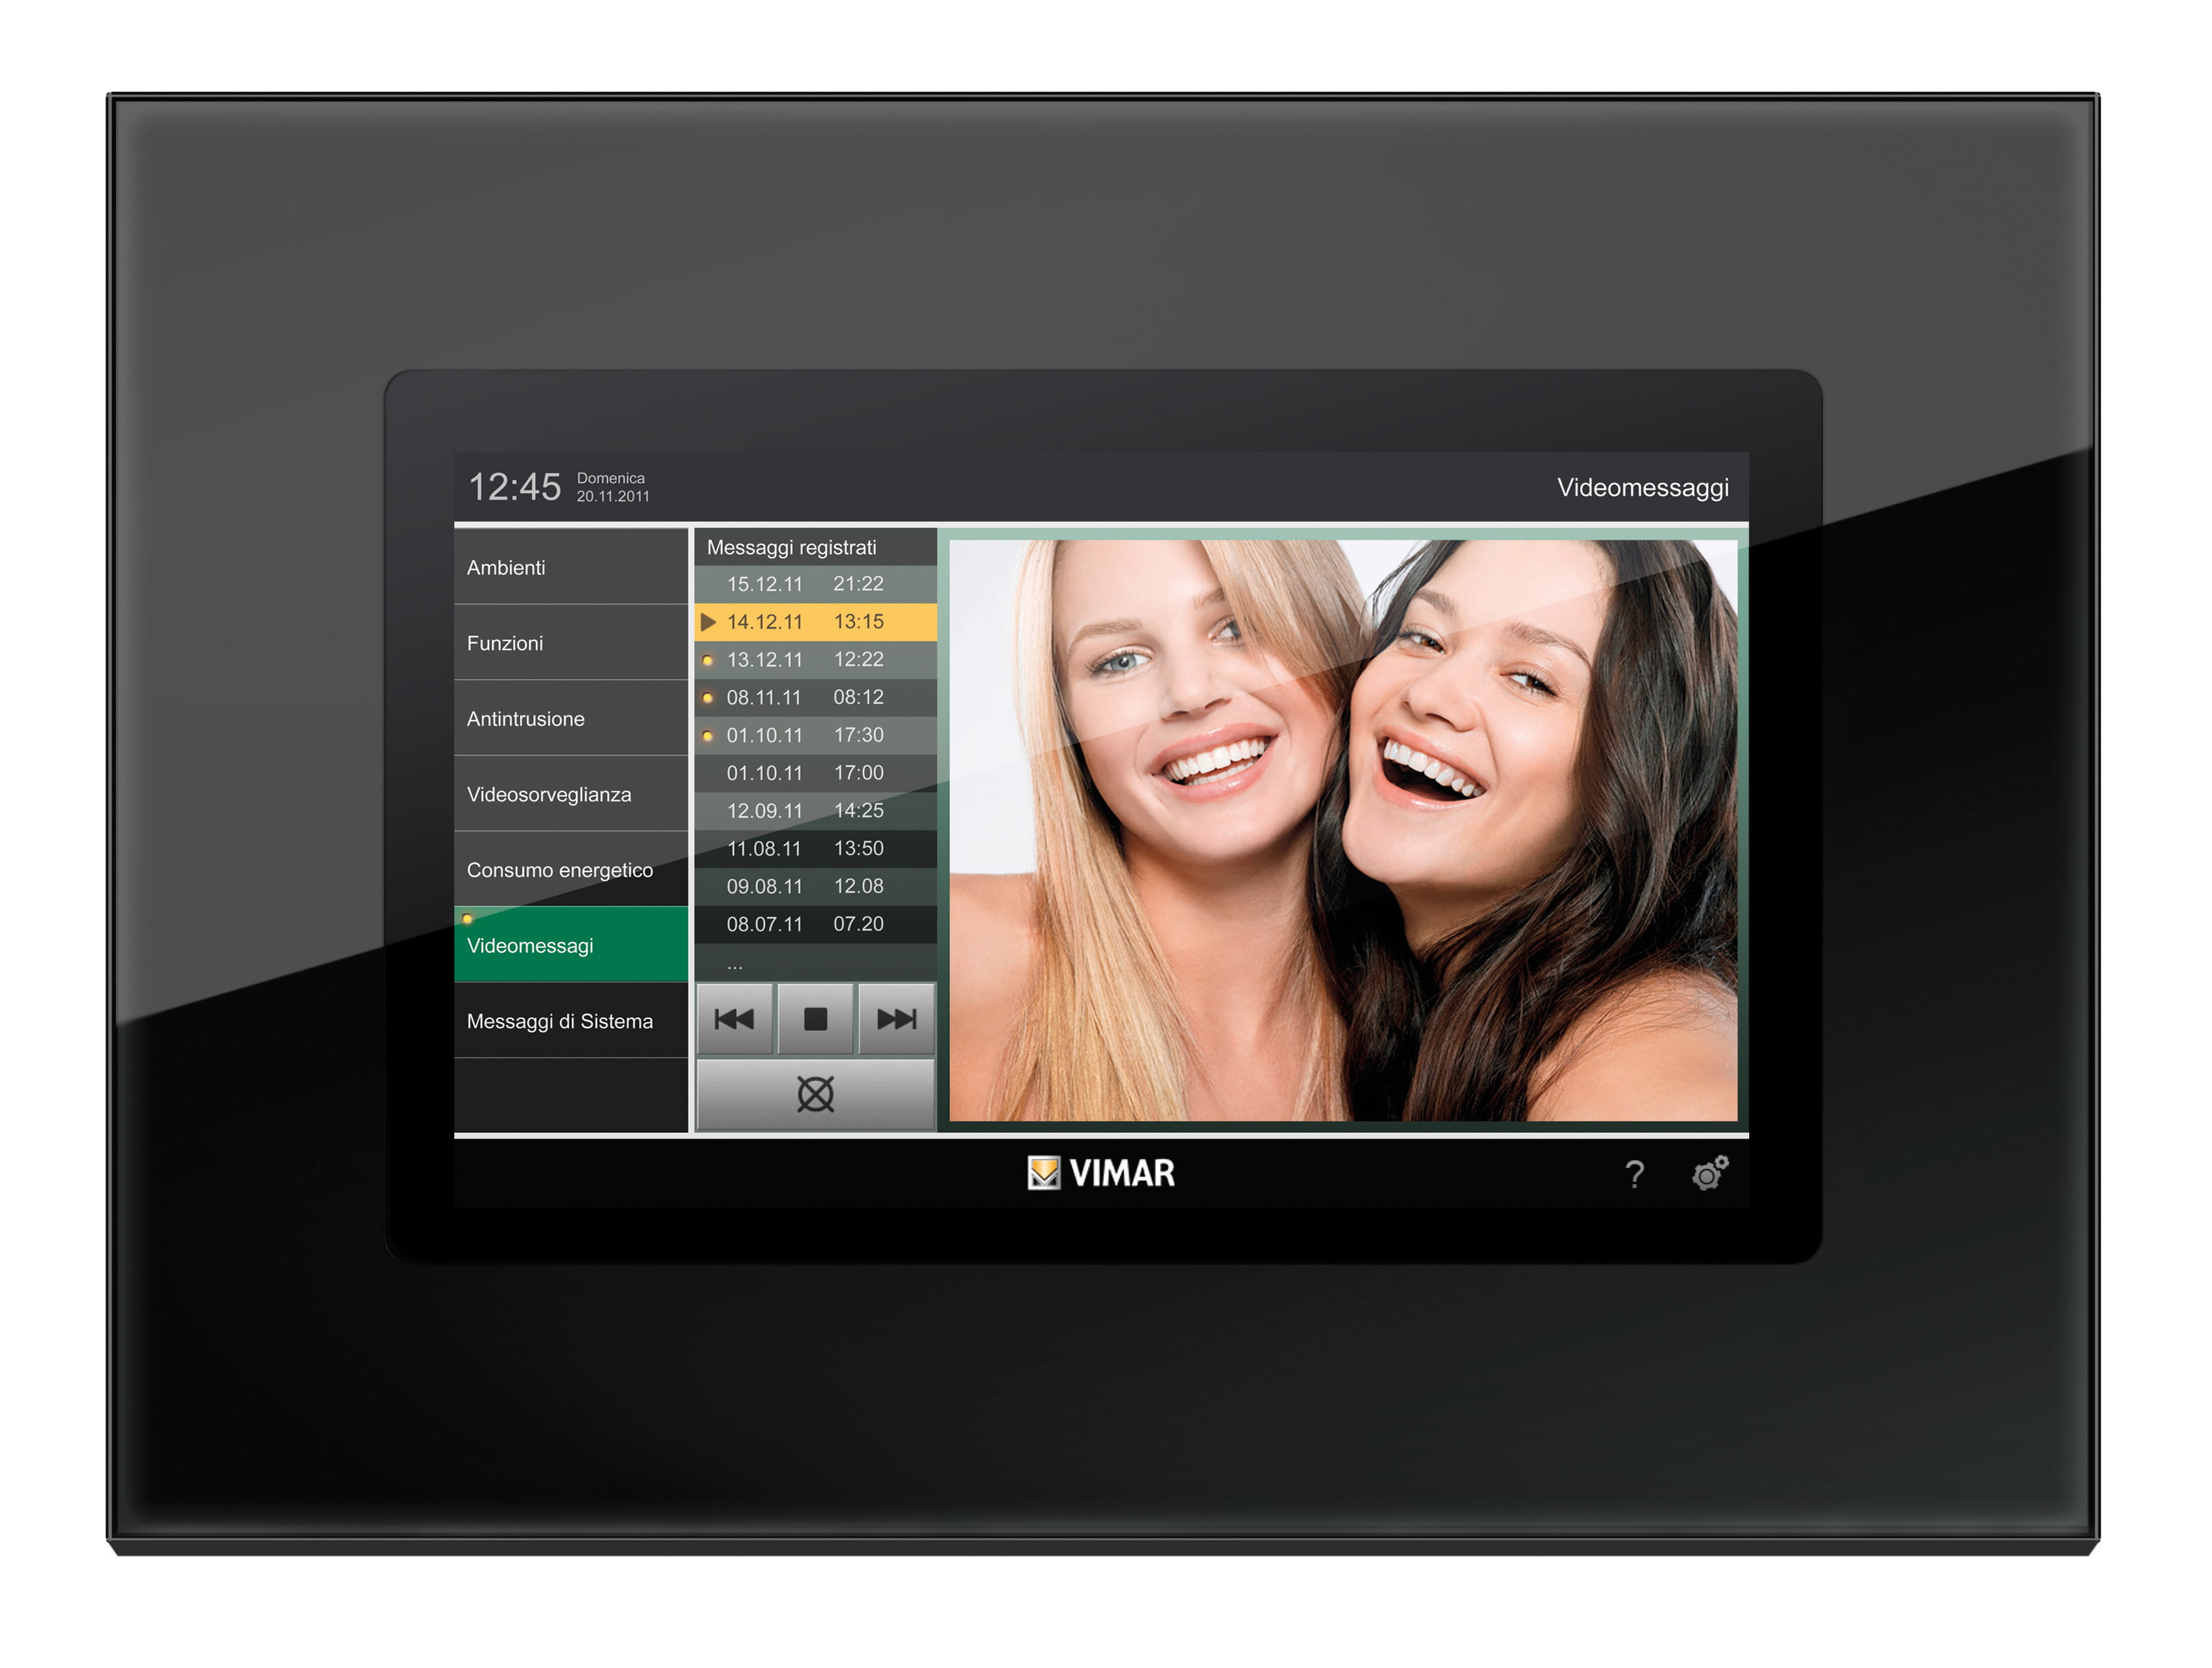 12:45
Domenica
20.11.2011
Videomessaggi
Ambienti
Funzioni
Antintrusione
Videosorveglianza
Consumo energetico
Videomessagi
Messaggi di Sistema
Messaggi registrati
15.12.11 21:22
14.12.11 13:15
13.12.11 12:22
08.11.11 08:12
01.10.11 17:30
01.10.11 17:00
12.09.11 14:25
11.08.11 13:50
09.08.11 12.08
08.07.11 07.20
...
VIMAR
?